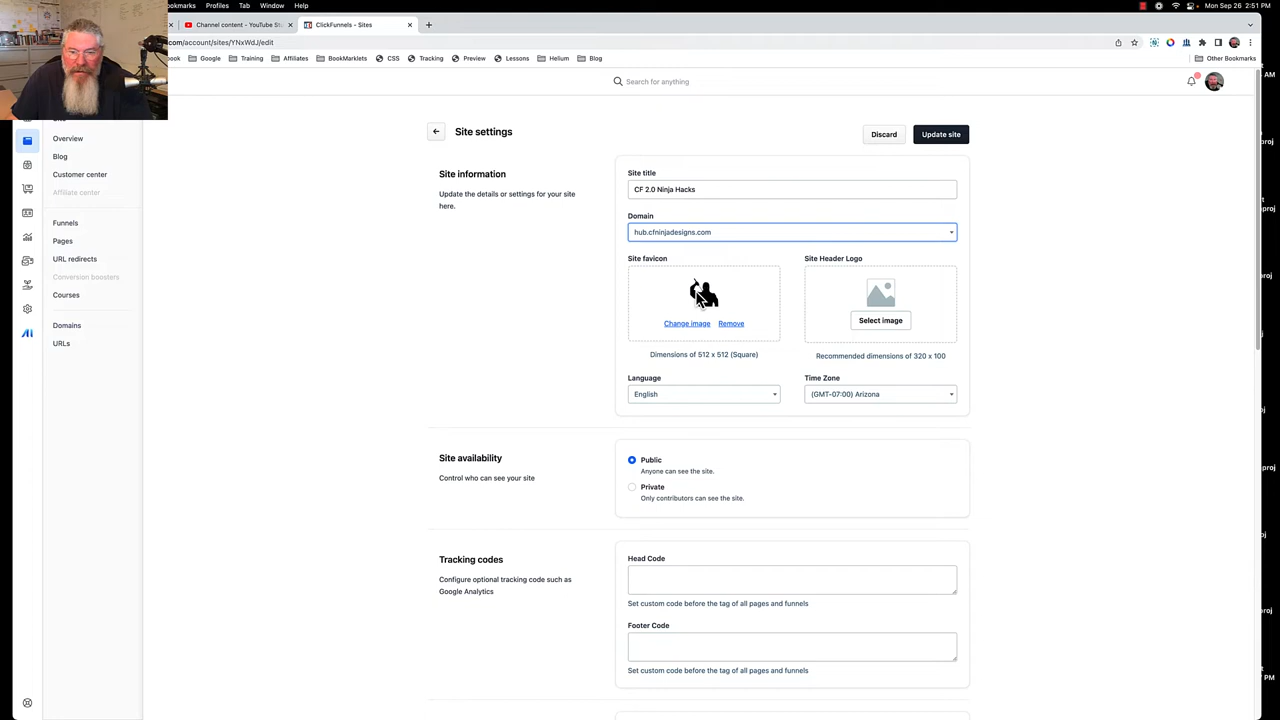 okmarks Profiles Tab Window Help Mon Sep 26 2:51 PM
Channel content - YouTube St ClickFunnels - Sites
.com/account/sites/YNxWdJ/edit
ook Google Training Affiliates BookMarklets CSS Tracking Preview Lessons Helium Blog Other Bookmarks
AM
Search for anything
Overview
Blog
Customer center
Affiliate center
Funnels
Pages
URL redirects
Conversion boosters
Courses
Domains
URLs
Site settings
Discard
Update site
Site information
Update the details or settings for your site
here.
Site title
CF 2.0 Ninja Hacks
Domain
hub.cfninjadesigns.com
Site favicon
Change image Remove
Dimensions of 512 x 512 (Square)
Site Header Logo
Select image
Recommended dimensions of 320 x 100
Language
English
Time Zone
(GMT-07:00) Arizona
Site availability
Control who can see your site
Public
Anyone can see the site.
Private
Only contributors can see the site.
Tracking codes
Configure optional tracking code such as
Google Analytics
Head Code
Set custom code before the tag of all pages and funnels
Footer Code
Set custom code before the tag of all pages and funnels